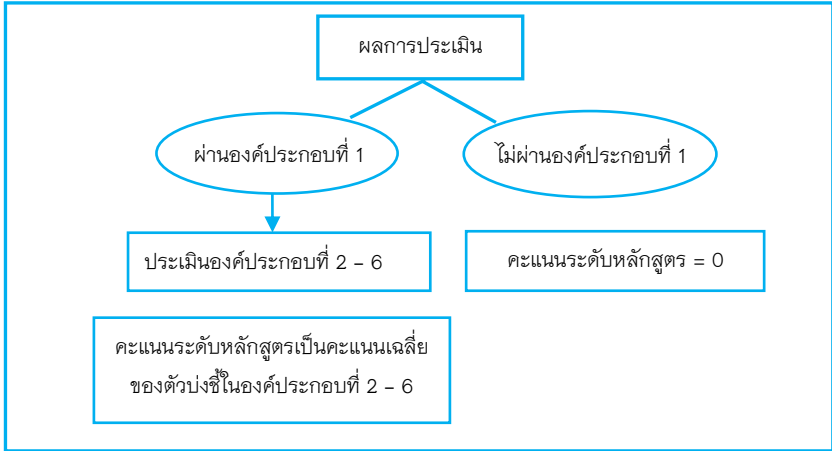 ผลการประเมิน
ผ่านองค์ประกอบที่ 1
ไม่ผ่านองค์ประกอบที่ 1
ประเมินองค์ประกอบที่ 2 – 6
คะแนนระดับหลักสูตร = 0
คะแนนระดับหลักสูตรเป็นคะแนนเฉลี่ย
ของตัวบ่งชี้ในองค์ประกอบที่ 2 – 6